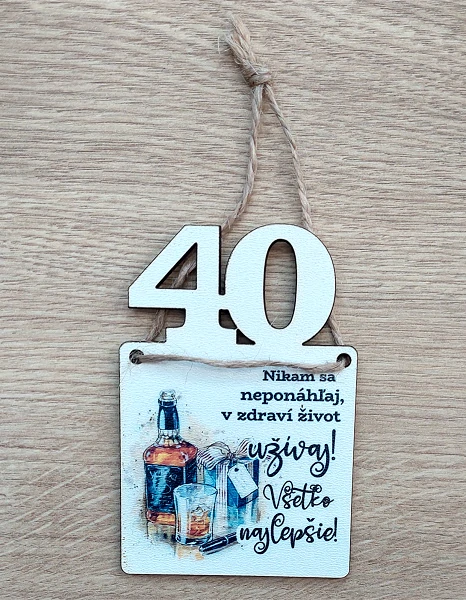 40
Nikam sa
neponáhľaj,
v zdraví život
užívaj!
Všetko
najlepšie!